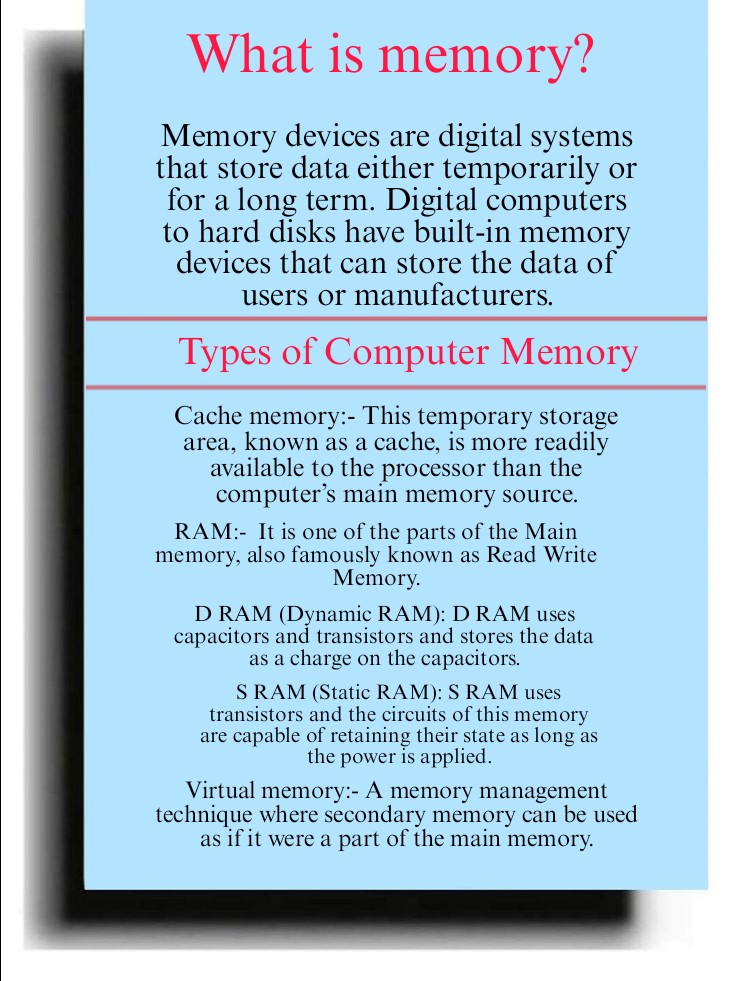 What is memory?
Memory devices are digital systems
that store data either temporarily or
for a long term. Digital computers
to hard disks have built-in memory
devices that can store the data of
users or manufacturers.
Types of Computer Memory
Cache memory:- This temporary storage
area, known as a cache, is more readily
available to the processor than the
computer’s main memory source.
RAM:-  It is one of the parts of the Main
memory, also famously known as Read Write
Memory.
D RAM (Dynamic RAM): D RAM uses
capacitors and transistors and stores the data
as a charge on the capacitors.
S RAM (Static RAM): S RAM uses
transistors and the circuits of this memory
are capable of retaining their state as long as
the power is applied.
Virtual memory:- A memory management
technique where secondary memory can be used
as if it were a part of the main memory.